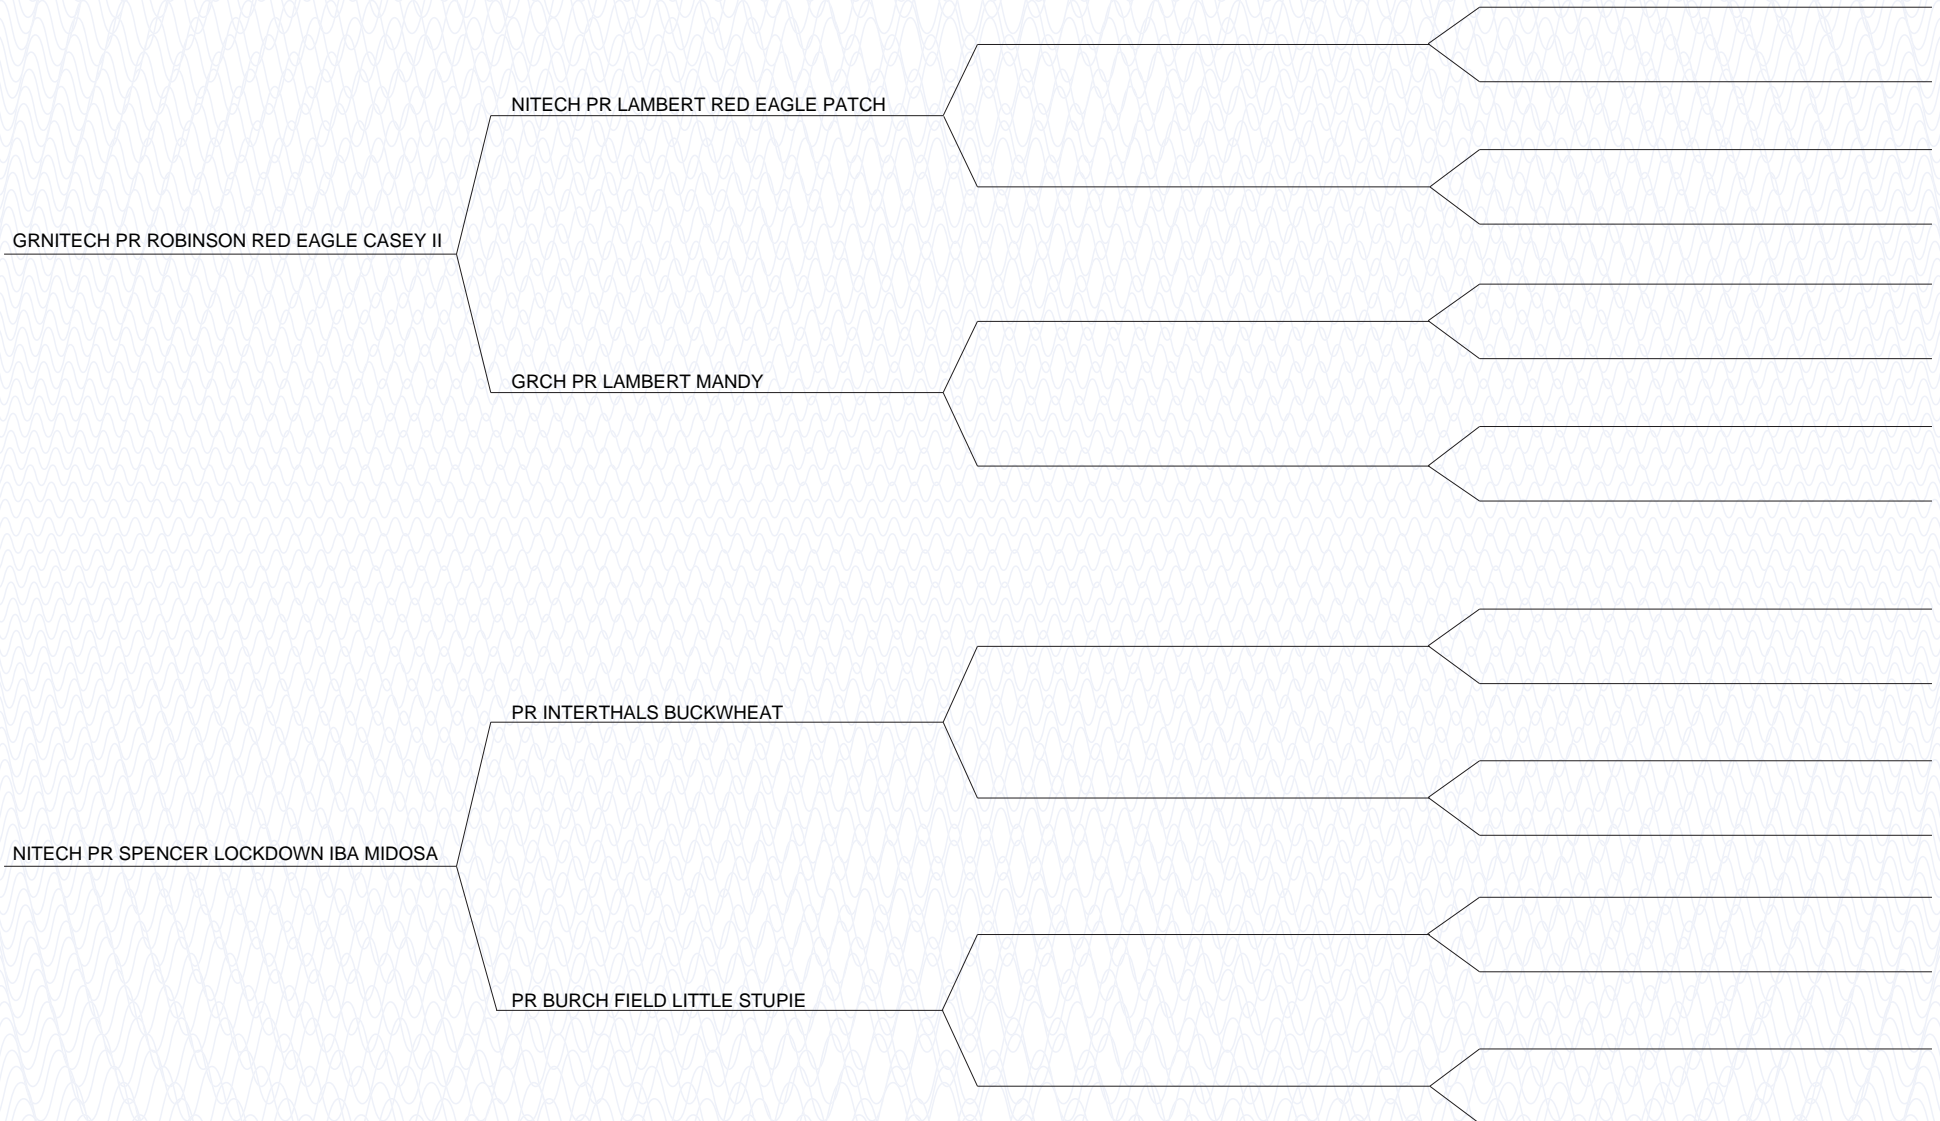 NITECH PR LAMBERT RED EAGLE PATCH
GRNITECH PR ROBINSON RED EAGLE CASEY II
GRCH PR LAMBERT MANDY
PR INTERTHALS BUCKWHEAT
NITECH PR SPENCER LOCKDOWN IBA MIDOSA
PR BURCH FIELD LITTLE STUPIE